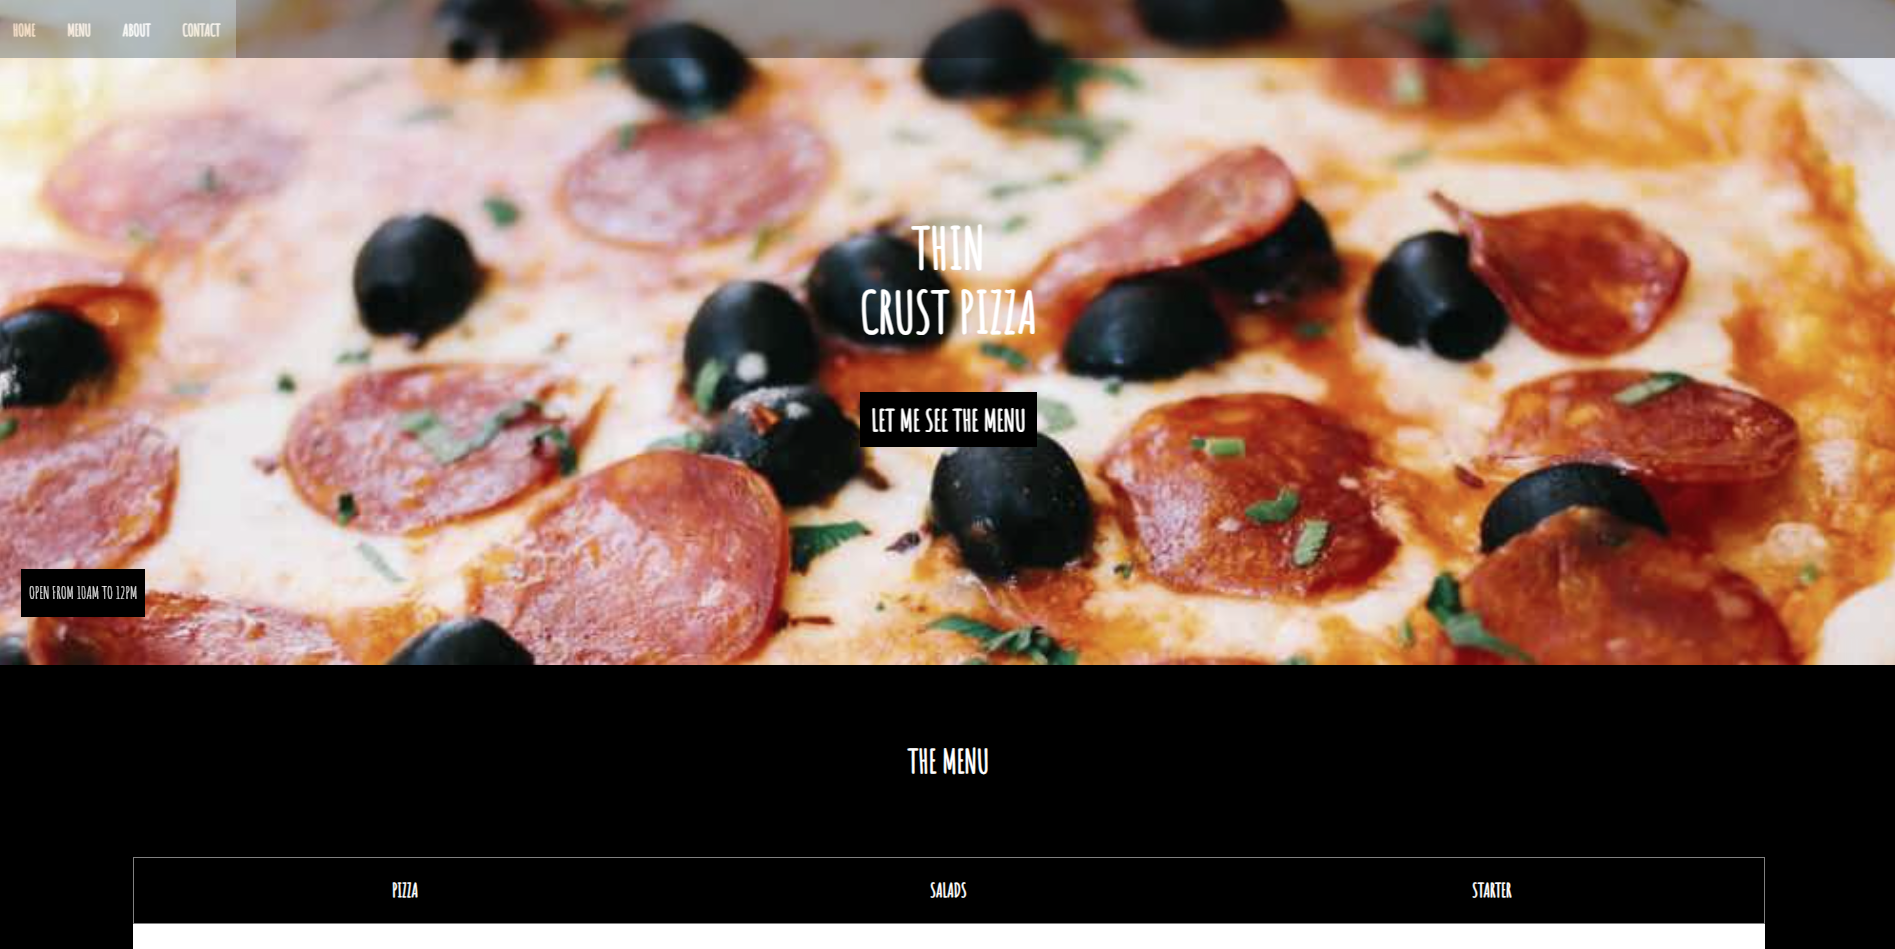 HOME MENU ABOUT CONTACT
THIN
CRUST PIZZA
LET ME SEE THE MENU
OPEN FROM 10AM TO 12PM
THE MENU
PIZZA SALADS STARTER